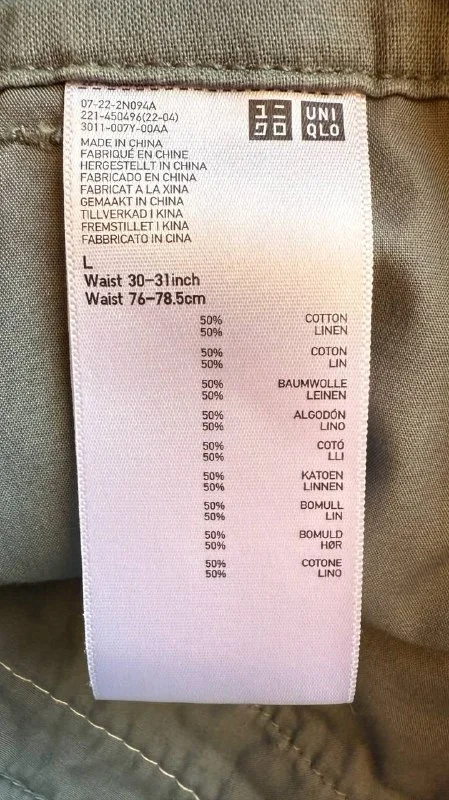 07-22-2N094A
221-450496(22-04)
3011-007Y-00AA
ユニ
クロ
UNI
QLO
MADE IN CHINA
FABRIQUÉ EN CHINE
HERGESTELLT IN CHINA
FABRICADO EN CHINA
FABRICAT A LA XINA
GEMAAKT IN CHINA
TILLVERKAD I KINA
FREMSTILLET I KINA
FABBRICATO IN CINA
L
Waist 30-31inch
Waist 76-78.5cm
50% COTTON
50% LINEN
50% COTON
50% LIN
50% BAUMWOLLE
50% LEINEN
50% ALGODÓN
50% LINO
50% COTÓ
50% LLI
50% KATOEN
50% LINNEN
50% BOMULL
50% LIN
50% BOMULD
50% HØR
50% COTONE
50% LINO